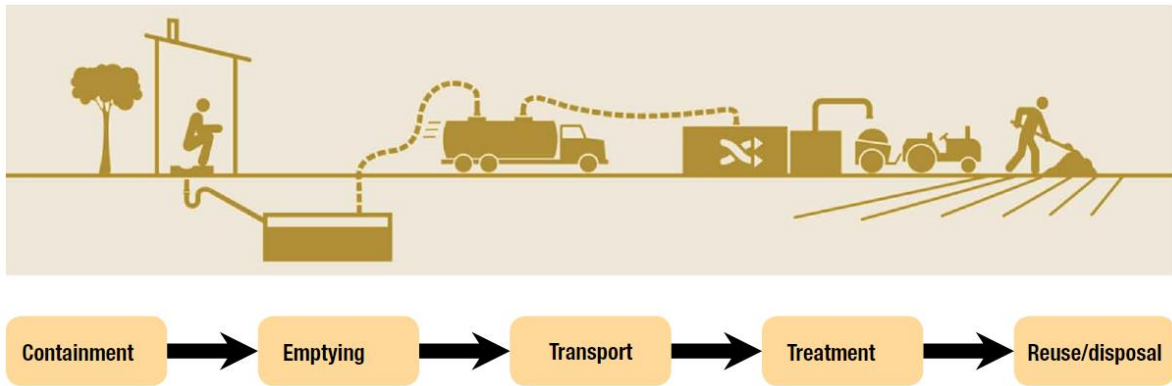 Containment
Emptying
Transport
Treatment
Reuse/disposal